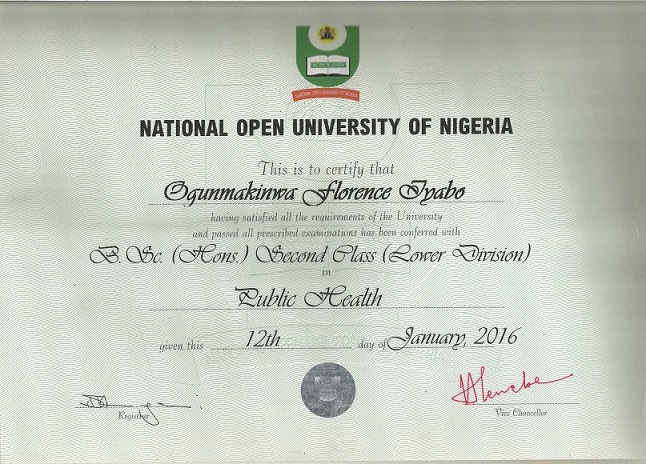 NATIONAL OPEN UNIVERSITY OF NIGERIA
This is to certify that
Ogunmakinwa Florence Iyabo
having satisfied all the requirements of the University
and passed all prescribed examinations has been conferred with
B.Sc. (Hons.) Second Class (Lower Division)
in
Public Health
given this 12th day of January, 2016
Registrar
Vice Chancellor